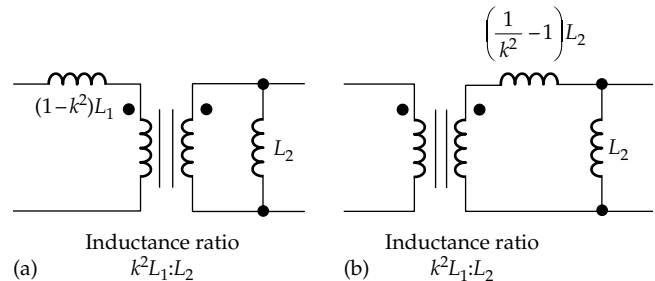 (1/k² − 1)L₂
(1−k²)L₁
L₂
L₂
Inductance ratio
k²L₁:L₂
(a)
Inductance ratio
k²L₁:L₂
(b)